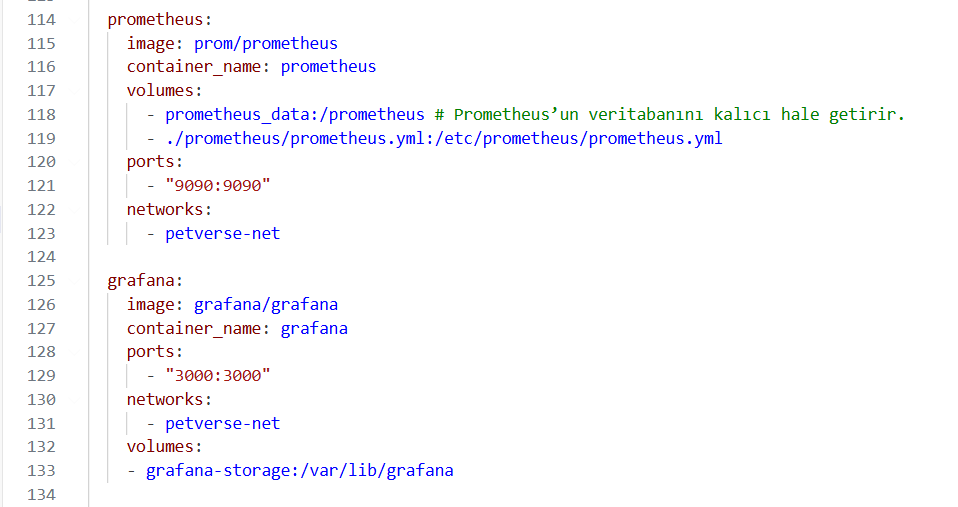 114 prometheus:
115 image: prom/prometheus
116 container_name: prometheus
117 volumes:
118 - prometheus_data:/prometheus # Prometheus’un veritabanını kalıcı hale getirir.
119 - ./prometheus/prometheus.yml:/etc/prometheus/prometheus.yml
120 ports:
121 - "9090:9090"
122 networks:
123 - petverse-net
124
125 grafana:
126 image: grafana/grafana
127 container_name: grafana
128 ports:
129 - "3000:3000"
130 networks:
131 - petverse-net
132 volumes:
133 - grafana-storage:/var/lib/grafana
134